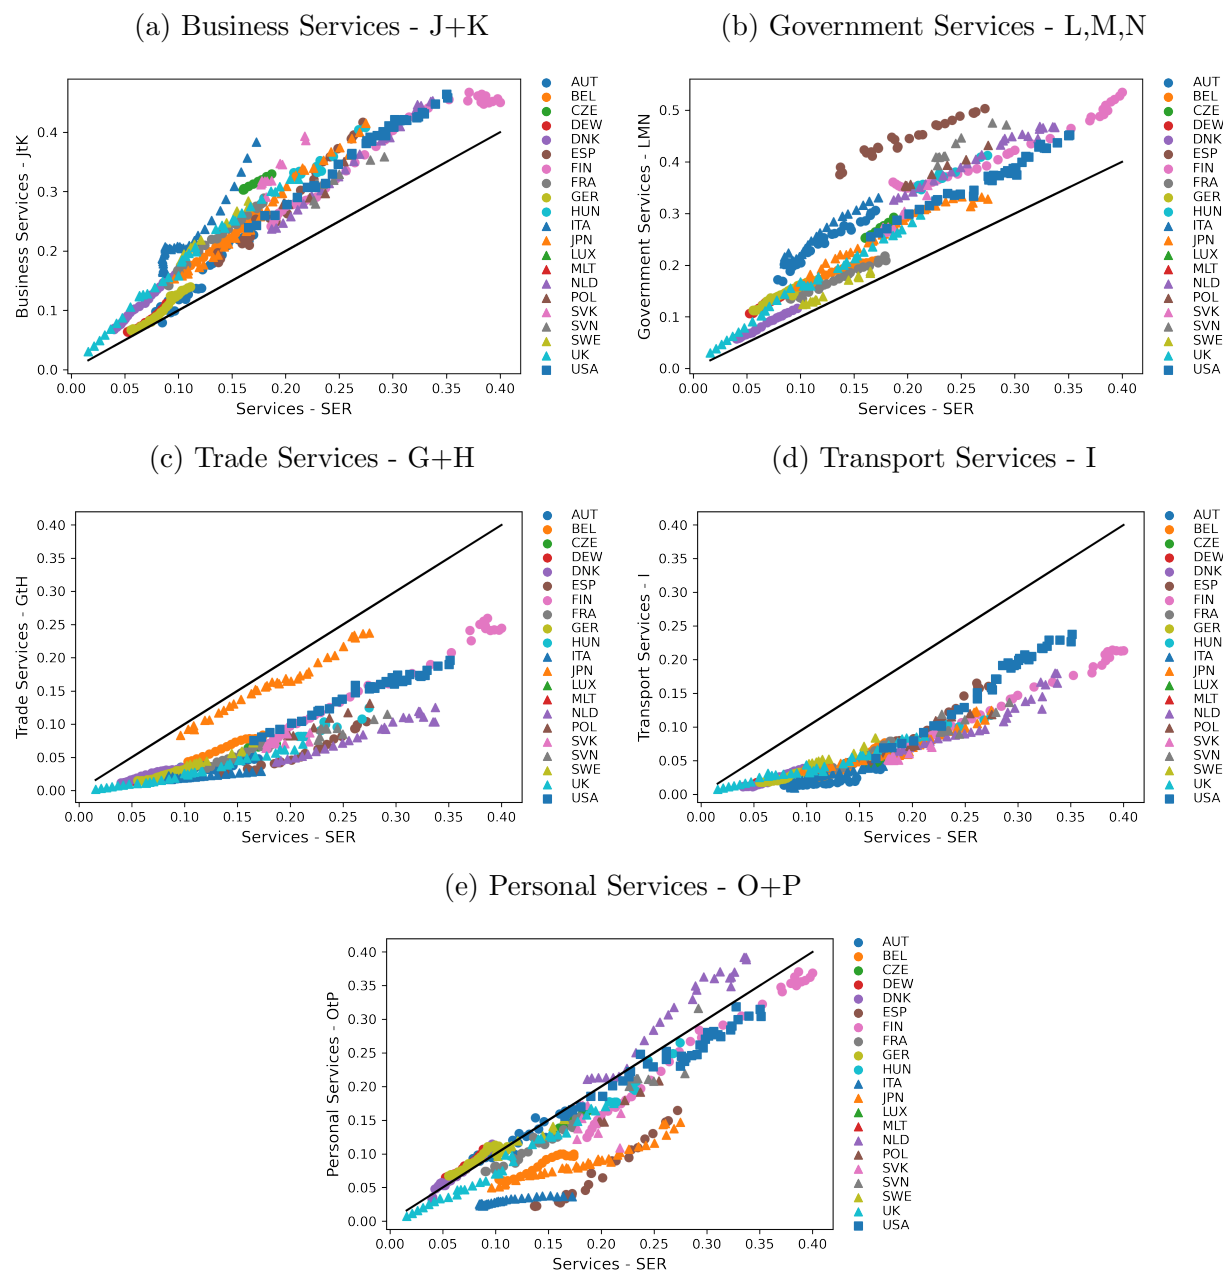 (a) Business Services - J+K
(b) Government Services - L,M,N
Business Services - JtK
0.4
0.3
0.2
0.1
0.0
0.00 0.05 0.10 0.15 0.20 0.25 0.30 0.35 0.40
Services - SER
AUT
BEL
CZE
DEW
DNK
ESP
FIN
FRA
GER
HUN
ITA
JPN
LUX
MLT
NLD
POL
SVK
SVN
SWE
UK
USA
Government Services - LMN
0.5
0.4
0.3
0.2
0.1
0.0
0.00 0.05 0.10 0.15 0.20 0.25 0.30 0.35 0.40
Services - SER
AUT
BEL
CZE
DEW
DNK
ESP
FIN
FRA
GER
HUN
ITA
JPN
LUX
MLT
NLD
POL
SVK
SVN
SWE
UK
USA
(c) Trade Services - G+H
(d) Transport Services - I
Trade Services - GtH
0.40
0.35
0.30
0.25
0.20
0.15
0.10
0.05
0.00
0.00 0.05 0.10 0.15 0.20 0.25 0.30 0.35 0.40
Services - SER
AUT
BEL
CZE
DEW
DNK
ESP
FIN
FRA
GER
HUN
ITA
JPN
LUX
MLT
NLD
POL
SVK
SVN
SWE
UK
USA
Transport Services - I
0.40
0.35
0.30
0.25
0.20
0.15
0.10
0.05
0.00
0.00 0.05 0.10 0.15 0.20 0.25 0.30 0.35 0.40
Services - SER
AUT
BEL
CZE
DEW
DNK
ESP
FIN
FRA
GER
HUN
ITA
JPN
LUX
MLT
NLD
POL
SVK
SVN
SWE
UK
USA
(e) Personal Services - O+P
Personal Services - OtP
0.40
0.35
0.30
0.25
0.20
0.15
0.10
0.05
0.00
0.00 0.05 0.10 0.15 0.20 0.25 0.30 0.35 0.40
Services - SER
AUT
BEL
CZE
DEW
DNK
ESP
FIN
FRA
GER
HUN
ITA
JPN
LUX
MLT
NLD
POL
SVK
SVN
SWE
UK
USA